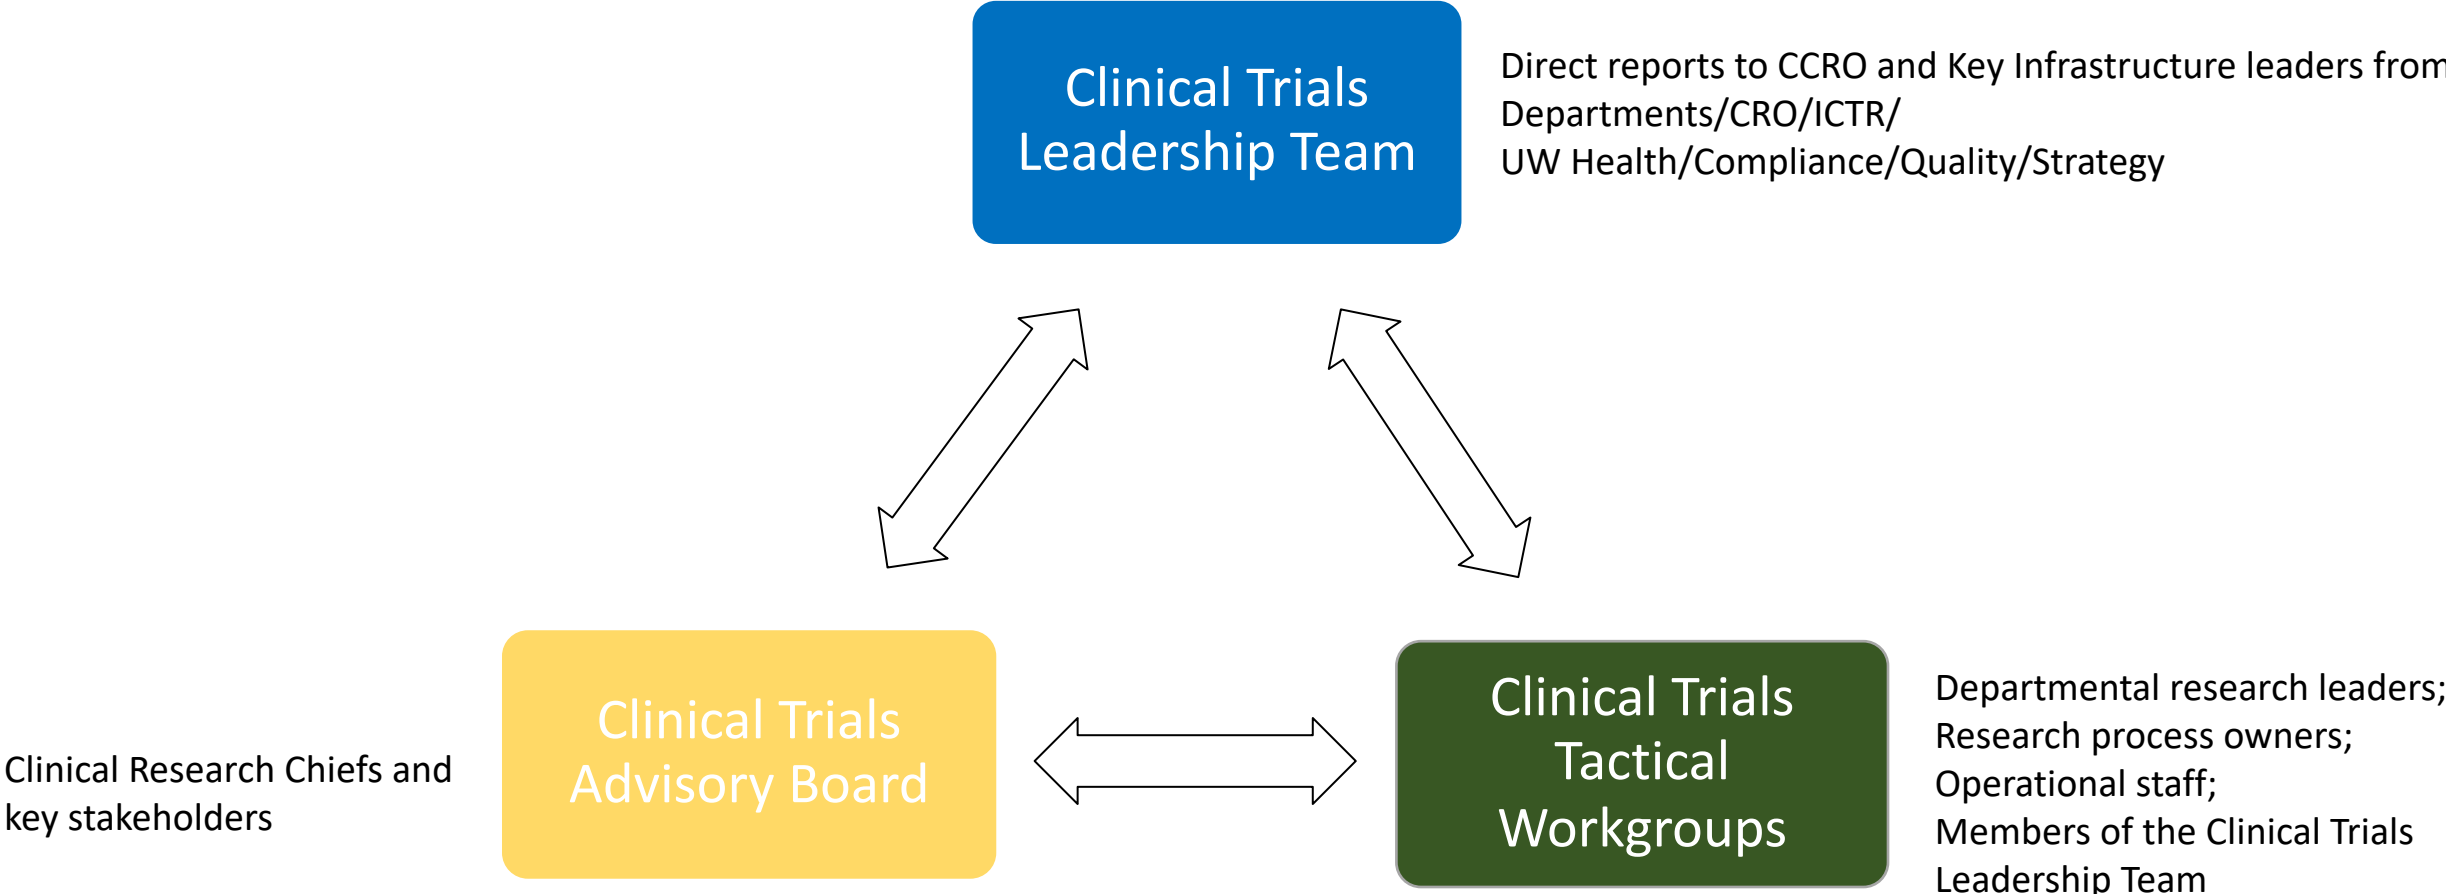 Clinical Trials
Leadership Team
Direct reports to CCRO and Key Infrastructure leaders from
Departments/CRO/ICTR/
UW Health/Compliance/Quality/Strategy
Clinical Research Chiefs and
key stakeholders
Clinical Trials
Advisory Board
Clinical Trials
Tactical
Workgroups
Departmental research leaders;
Research process owners;
Operational staff;
Members of the Clinical Trials
Leadership Team